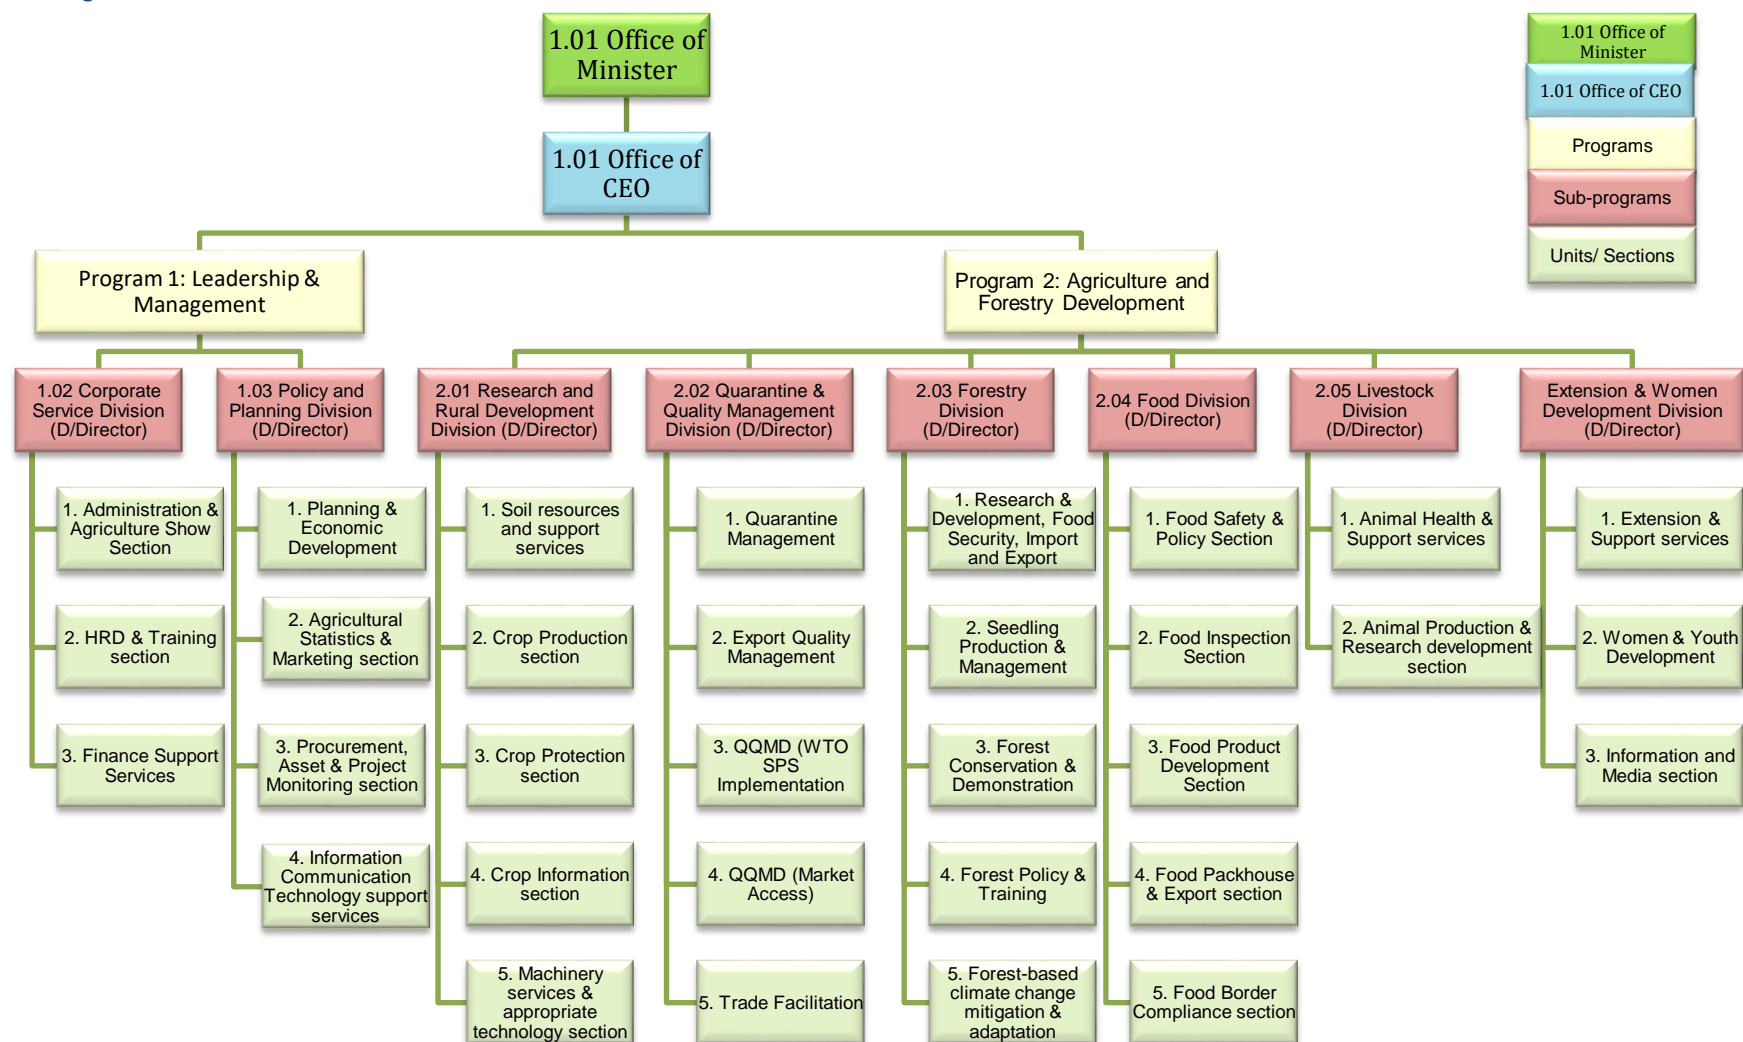 1.01 Office of
Minister
1.01 Office of
CEO
1.01 Office of
Minister
1.01 Office of CEO
Programs
Sub-programs
Units/ Sections
Program 1: Leadership &
Management
Program 2: Agriculture and
Forestry Development
1.02 Corporate
Service Division
(D/Director)
1.03 Policy and
Planning Division
(D/Director)
2.01 Research and
Rural Development
Division (D/Director)
2.02 Quarantine &
Quality Management
Division (D/Director)
2.03 Forestry
Division
(D/Director)
2.04 Food Division
(D/Director)
2.05 Livestock
Division
(D/Director)
Extension & Women
Development Division
(D/Director)
1. Administration &
Agriculture Show
Section
2. HRD & Training
section
3. Finance Support
Services
1. Planning &
Economic
Development
2. Agricultural
Statistics &
Marketing section
3. Procurement,
Asset & Project
Monitoring section
4. Information
Communication
Technology support
services
1. Soil resources
and support
services
2. Crop Production
section
3. Crop Protection
section
4. Crop Information
section
5. Machinery
services &
appropriate
technology section
1. Quarantine
Management
2. Export Quality
Management
3. QQMD (WTO
SPS
Implementation
4. QQMD (Market
Access)
5. Trade Facilitation
1. Research &
Development, Food
Security, Import
and Export
2. Seedling
Production &
Management
3. Forest
Conservation &
Demonstration
4. Forest Policy &
Training
5. Forest-based
climate change
mitigation &
adaptation
1. Food Safety &
Policy Section
2. Food Inspection
Section
3. Food Product
Development
Section
4. Food Packhouse
& Export section
5. Food Border
Compliance section
1. Animal Health &
Support services
2. Animal Production &
Research development
section
1. Extension &
Support services
2. Women & Youth
Development
3. Information and
Media section